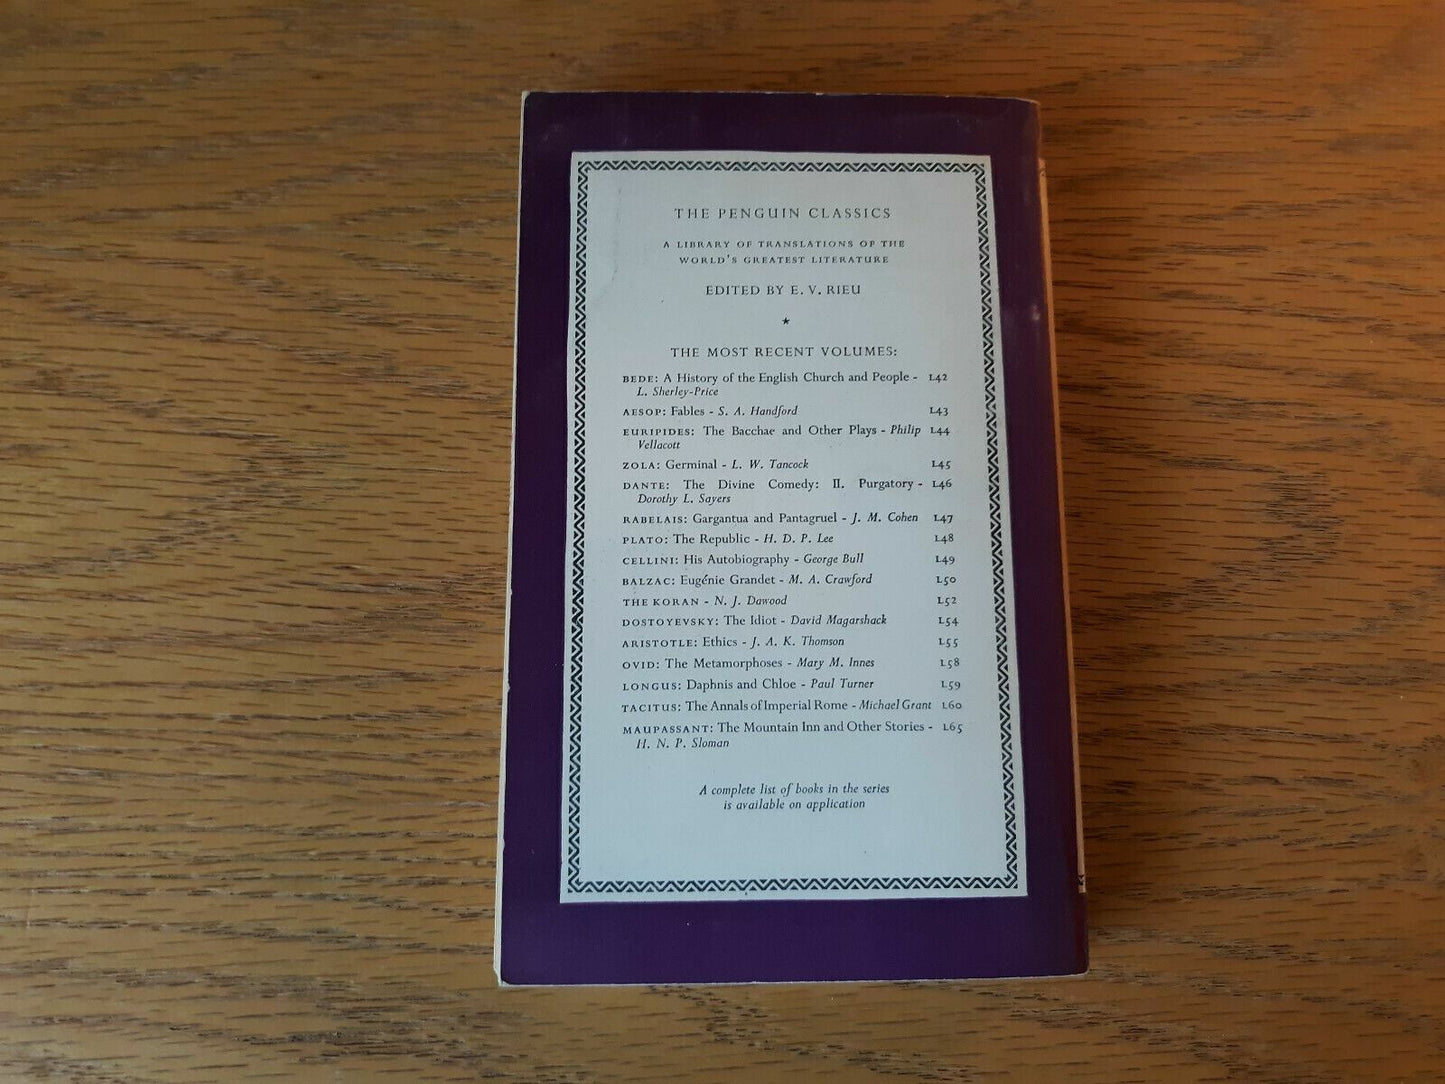 THE PENGUIN CLASSICS
A LIBRARY OF TRANSLATIONS OF THE
WORLD'S GREATEST LITERATURE
EDITED BY E. V. RIEU
★
THE MOST RECENT VOLUMES:
BEDE: A History of the English Church and People - L42
L. Sherley-Price
AESOP: Fables - S. A. Handford L43
EURIPIDES: The Bacchae and Other Plays - Philip L44
Vellacott
ZOLA: Germinal - L. W. Tancock L45
DANTE: The Divine Comedy: II. Purgatory - L46
Dorothy L. Sayers
RABELAIS: Gargantua and Pantagruel - J. M. Cohen L47
PLATO: The Republic - H. D. P. Lee L48
CELLINI: His Autobiography - George Bull L49
BALZAC: Eugénie Grandet - M. A. Crawford L50
THE KORAN - N. J. Dawood L52
DOSTOYEVSKY: The Idiot - David Magarshack L54
ARISTOTLE: Ethics - J. A. K. Thomson L55
OVID: The Metamorphoses - Mary M. Innes L58
LONGUS: Daphnis and Chloe - Paul Turner L59
TACITUS: The Annals of Imperial Rome - Michael Grant L60
MAUPASSANT: The Mountain Inn and Other Stories - L65
H. N. P. Sloman
A complete list of books in the series
is available on application